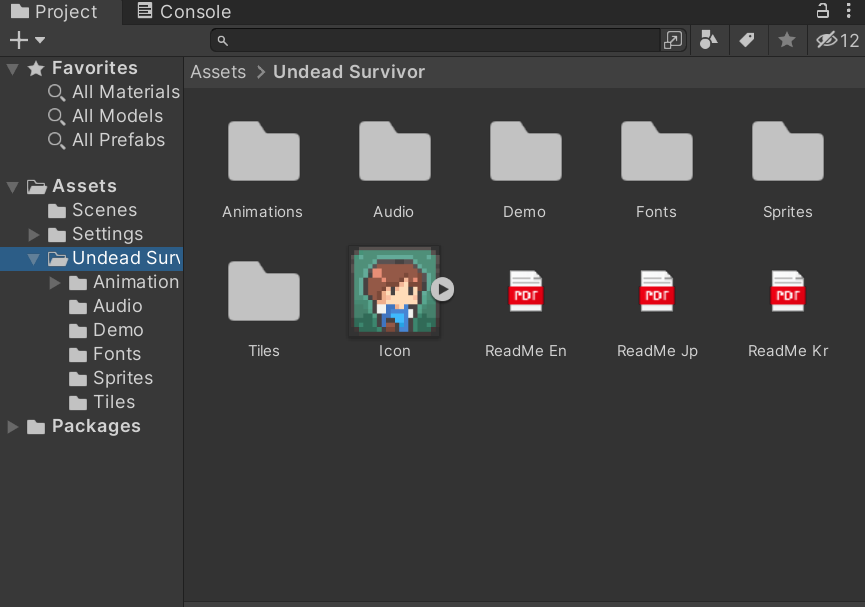 Project
Console
12
Favorites
All Materials
All Models
All Prefabs
Assets
Scenes
Settings
Undead Surv
Animation
Audio
Demo
Fonts
Sprites
Tiles
Packages
Assets > Undead Survivor
Animations
Audio
Demo
Fonts
Sprites
Tiles
Icon
PDF
ReadMe En
PDF
ReadMe Jp
PDF
ReadMe Kr